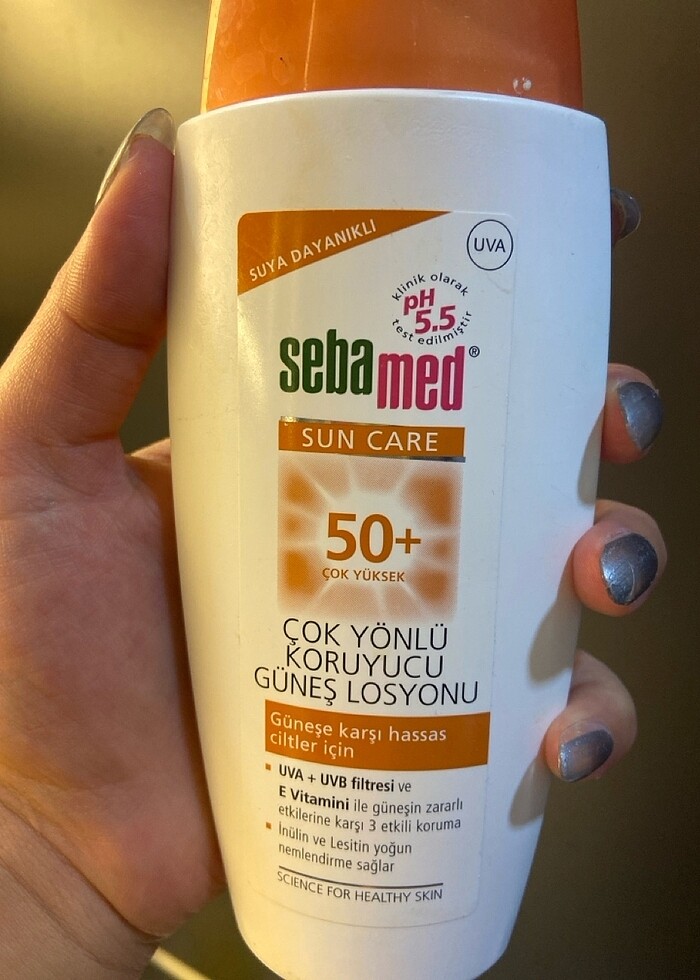 SUYA DAYANIKLI
UVA
klinik olarak
pH
5.5
test edilmiştir
sebamed®
SUN CARE
50+
ÇOK YÜKSEK
ÇOK YÖNLÜ
KORUYUCU
GÜNEŞ LOSYONU
Güneşe karşı hassas
ciltler için
▪ UVA + UVB filtresi ve
E Vitamini ile güneşin zararlı
etkilerine karşı 3 etkili koruma
▪ İnülin ve Lesitin yoğun
nemlendirme sağlar
SCIENCE FOR HEALTHY SKIN